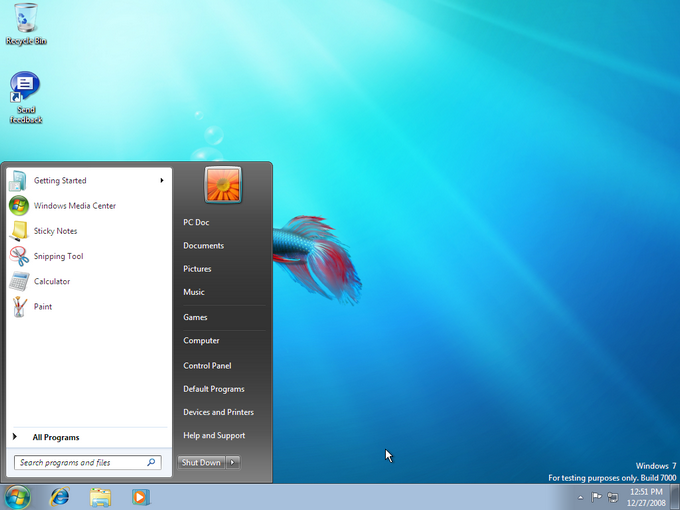 Recycle Bin
Send
feedback
Getting Started
Windows Media Center
Sticky Notes
Snipping Tool
Calculator
Paint
All Programs
Search programs and files
PC Doc
Documents
Pictures
Music
Games
Computer
Control Panel
Default Programs
Devices and Printers
Help and Support
Shut Down
Windows 7
For testing purposes only. Build 7000
12:51 PM
12/27/2008